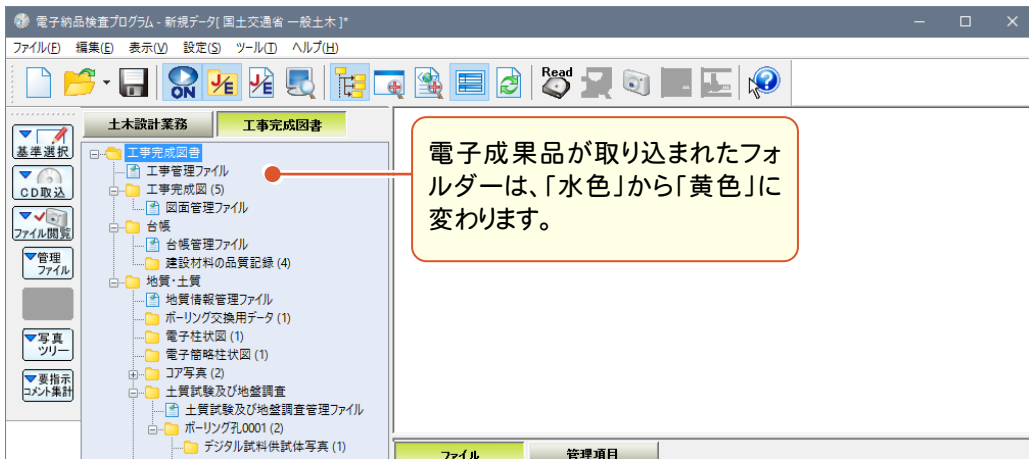 電子納品検査プログラム - 新規データ[ 国土交通省 一般土木 ]*
ファイル(F) 編集(E) 表示(V) 設定(S) ツール(T) ヘルプ(H)
ON
J/E
J/E
Read
基準選択
CD取込
ファイル閲覧
管理
ファイル
写真
ツリー
要指示
コメント集計
土木設計業務 工事完成図書
工事完成図書
工事管理ファイル
工事完成図 (5)
図面管理ファイル
台帳
台帳管理ファイル
建設材料の品質記録 (4)
地質・土質
地質情報管理ファイル
ボーリング交換用データ (1)
電子柱状図 (1)
電子簡略柱状図 (1)
コア写真 (2)
土質試験及び地盤調査
土質試験及び地盤調査管理ファイル
ボーリング孔0001 (2)
デジタル試料供試体写真 (1)
電子成果品が取り込まれたフォ
ルダーは、「水色」から「黄色」に
変わります。
ファイル 管理項目